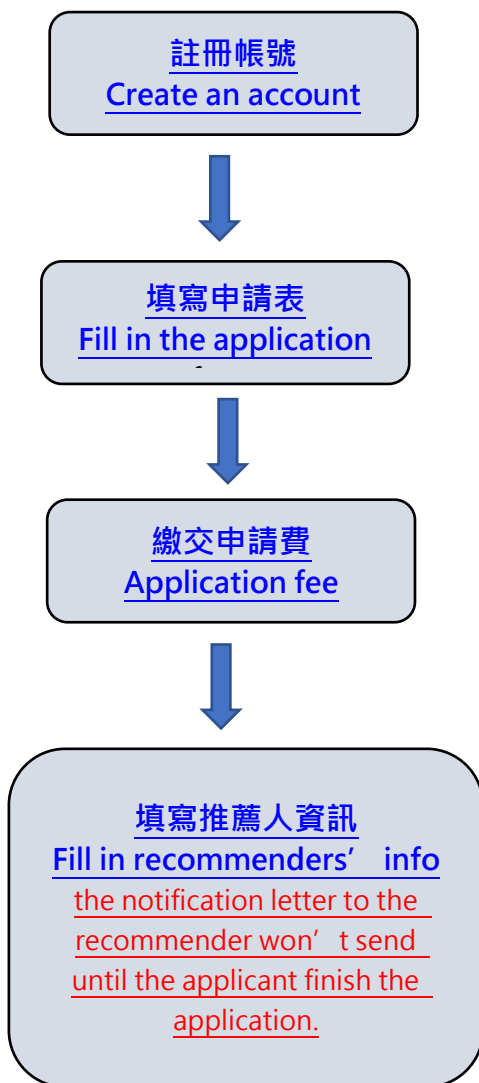 註冊帳號
Create an account
填寫申請表
Fill in the application
繳交申請費
Application fee
填寫推薦人資訊
Fill in recommenders’ info
the notification letter to the
recommender won’t send
until the applicant finish the
application.